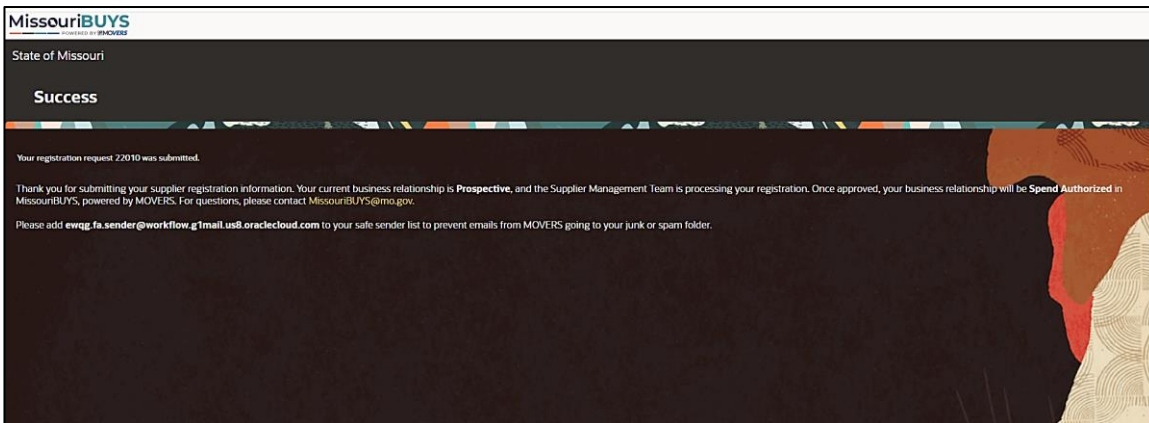 MissouriBUYS
POWERED BY MOVERS
State of Missouri
Success
Your registration request 22010 was submitted.
Thank you for submitting your supplier registration information. Your current business relationship is Prospective, and the Supplier Management Team is processing your registration. Once approved, your business relationship will be Spend Authorized in
MissouriBUYS, powered by MOVERS. For questions, please contact MissouriBUYS@mo.gov.
Please add ewqg.fa.sender@workflow.g1mail.us8.oraclecloud.com to your safe sender list to prevent emails from MOVERS going to your junk or spam folder.